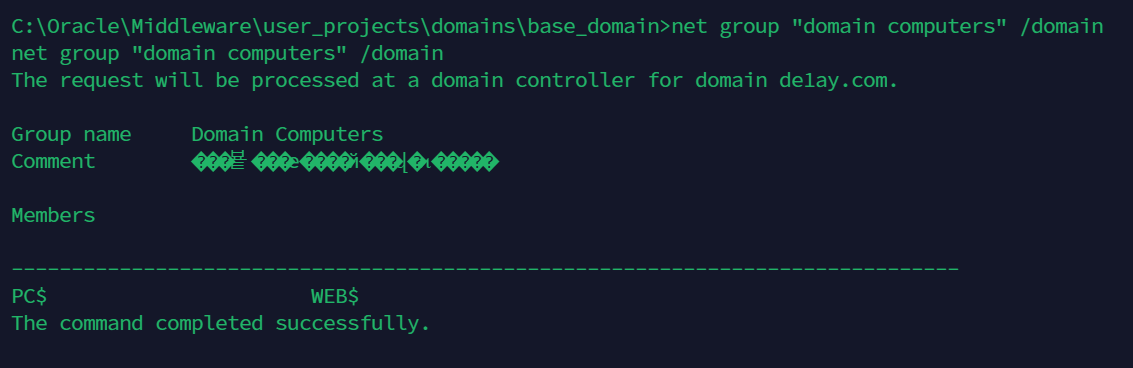 C:\Oracle\Middleware\user_projects\domains\base_domain>net group "domain computers" /domain
net group "domain computers" /domain
The request will be processed at a domain controller for domain de1ay.com.
Group name     Domain Computers
Comment
Members
-------------------------------------------------------------------------------
PC$                      WEB$
The command completed successfully.